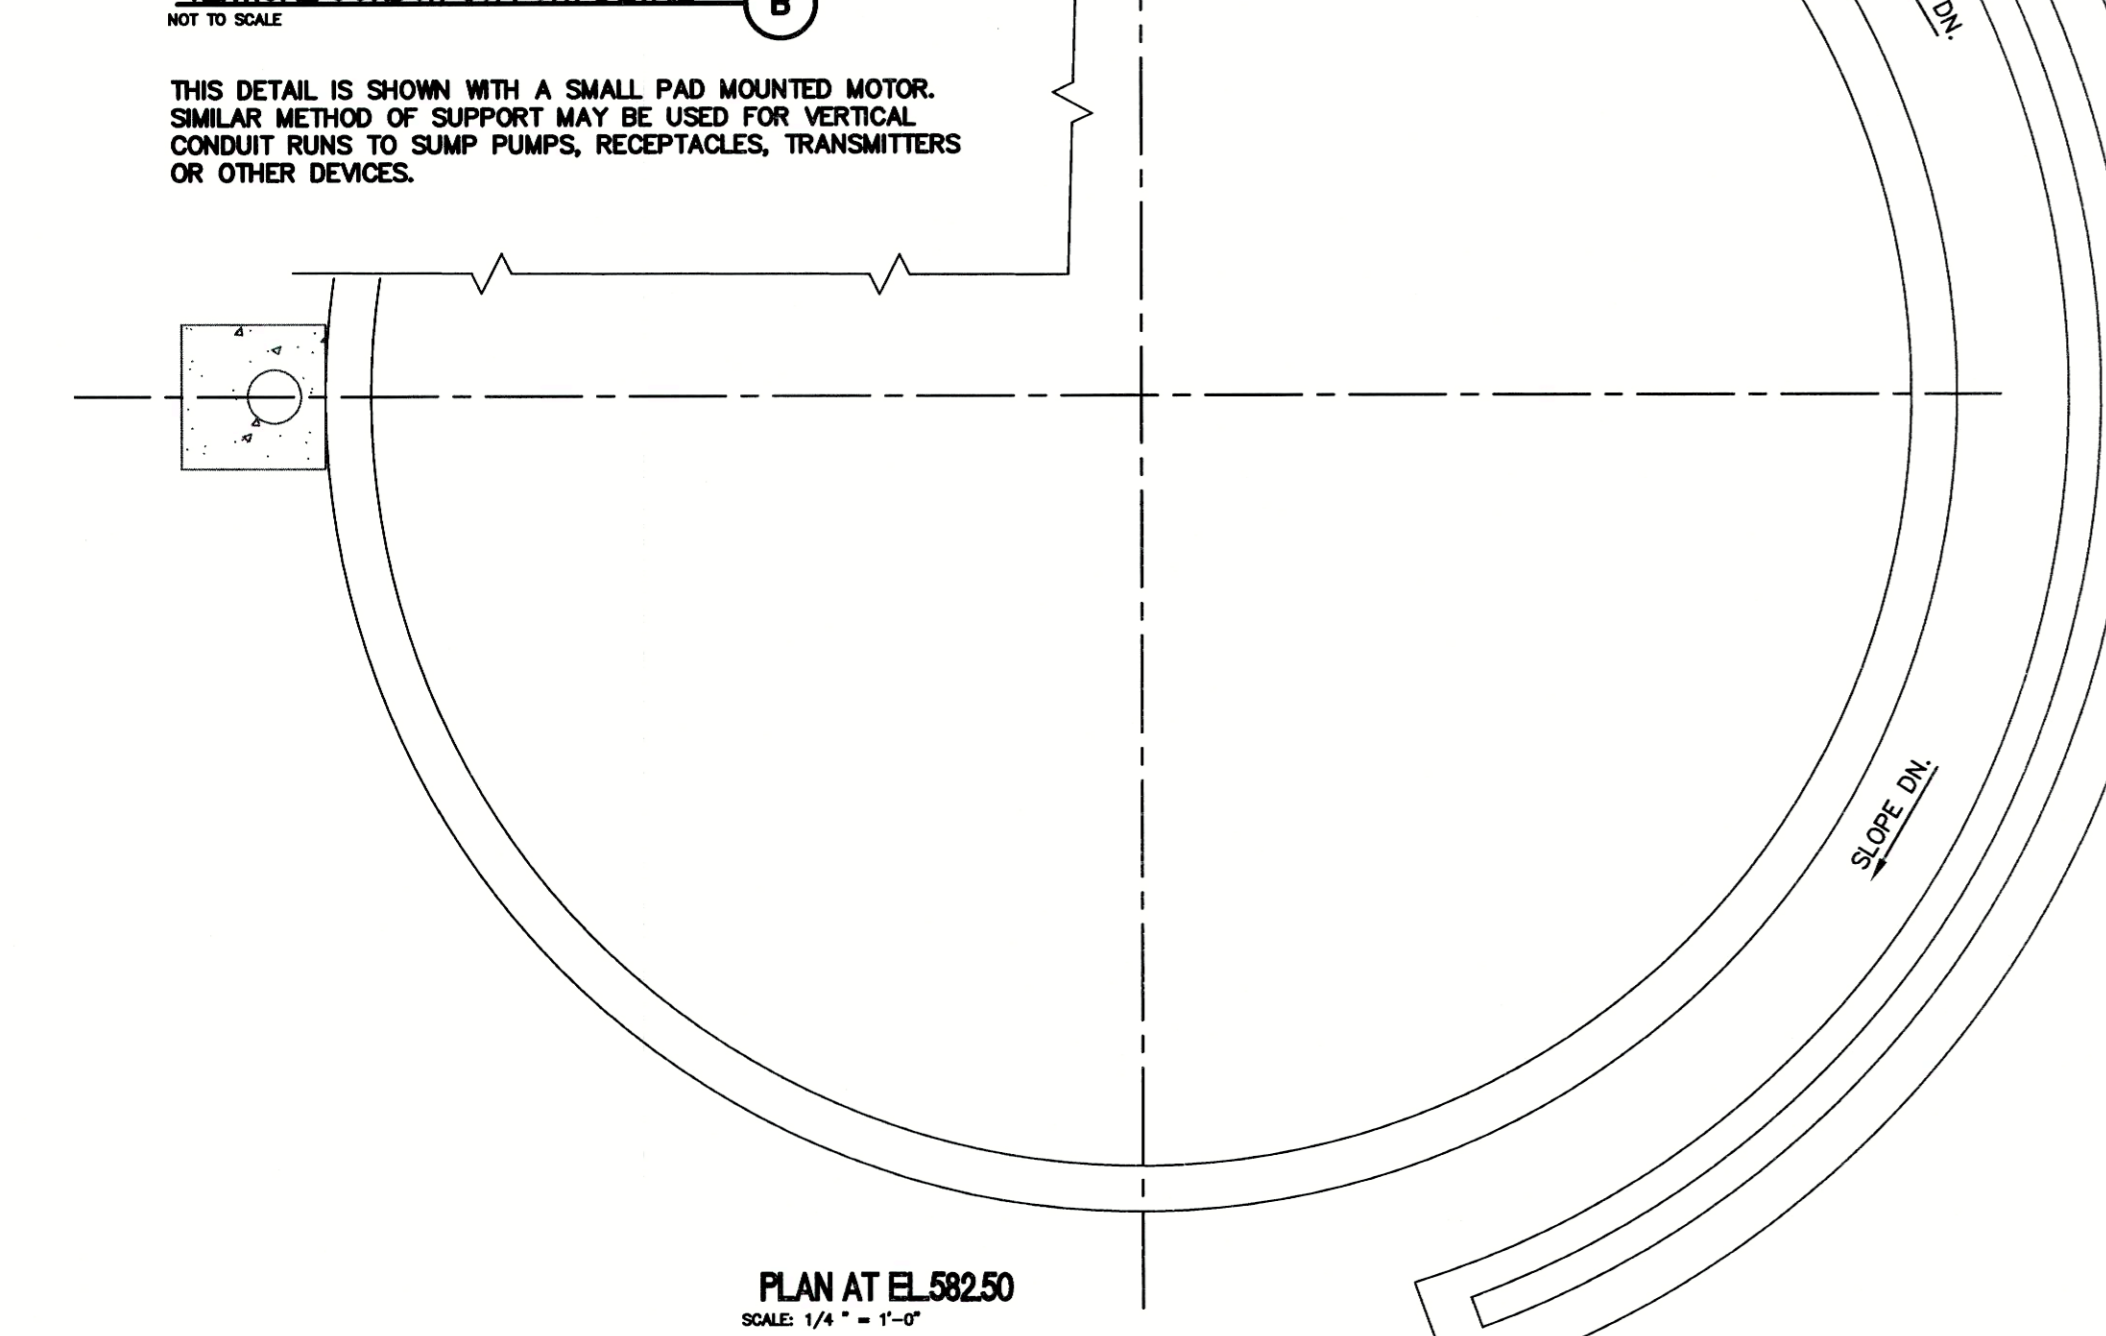 B
NOT TO SCALE
THIS DETAIL IS SHOWN WITH A SMALL PAD MOUNTED MOTOR.
SIMILAR METHOD OF SUPPORT MAY BE USED FOR VERTICAL
CONDUIT RUNS TO SUMP PUMPS, RECEPTACLES, TRANSMITTERS
OR OTHER DEVICES.
DN.
SLOPE DN.
PLAN AT EL.582.50
SCALE: 1/4 " = 1'-0"